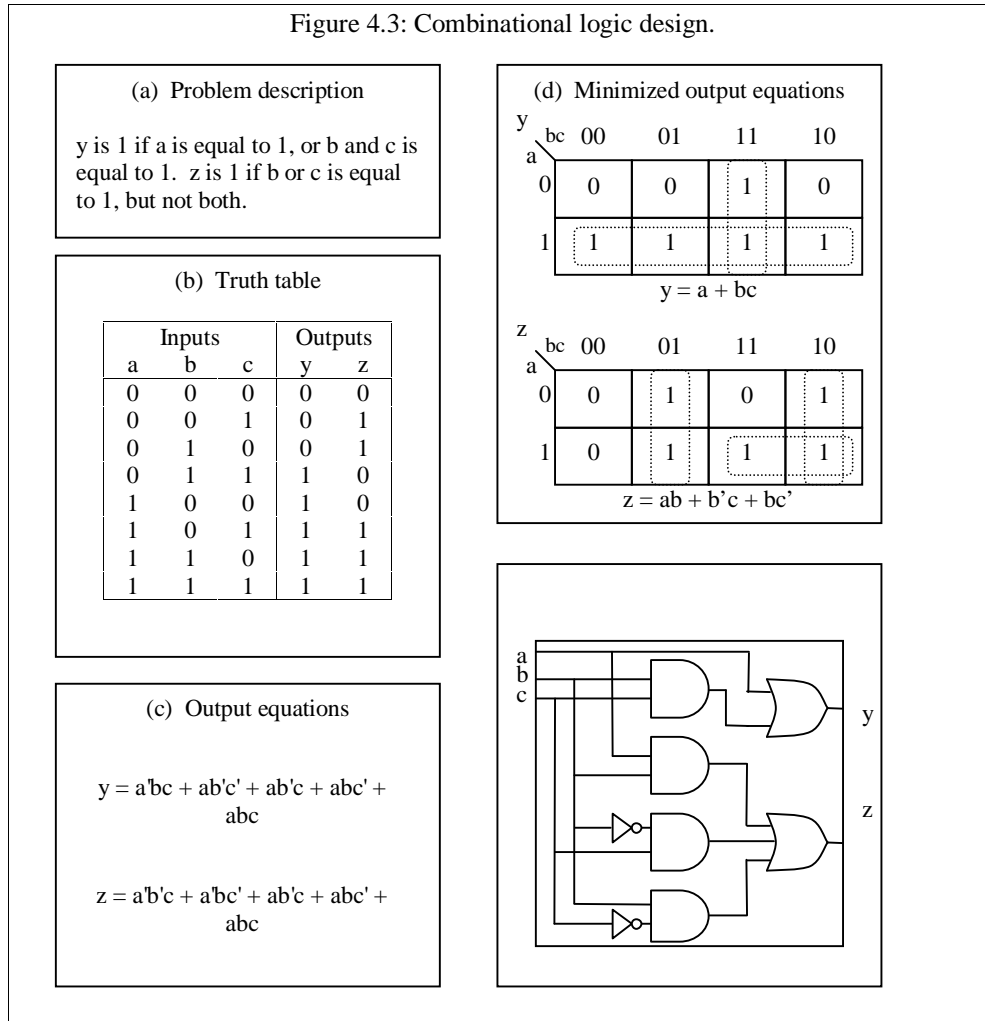 Figure 4.3: Combinational logic design.
(a) Problem description
y is 1 if a is equal to 1, or b and c is
equal to 1. z is 1 if b or c is equal
to 1, but not both.
(b) Truth table
Inputs Outputs
a b c y z
0 0 0 0 0
0 0 1 0 1
0 1 0 0 1
0 1 1 1 0
1 0 0 1 0
1 0 1 1 1
1 1 0 1 1
1 1 1 1 1
(c) Output equations
y = a'bc + ab'c' + ab'c + abc' +
abc
z = a'b'c + a'bc' + ab'c + abc' +
abc
(d) Minimized output equations
y
bc 00 01 11 10
a
0 0 0 1 0
1 1 1 1 1
y = a + bc
z
bc 00 01 11 10
a
0 0 1 0 1
1 0 1 1 1
z = ab + b’c + bc’
a
b
c
y
z